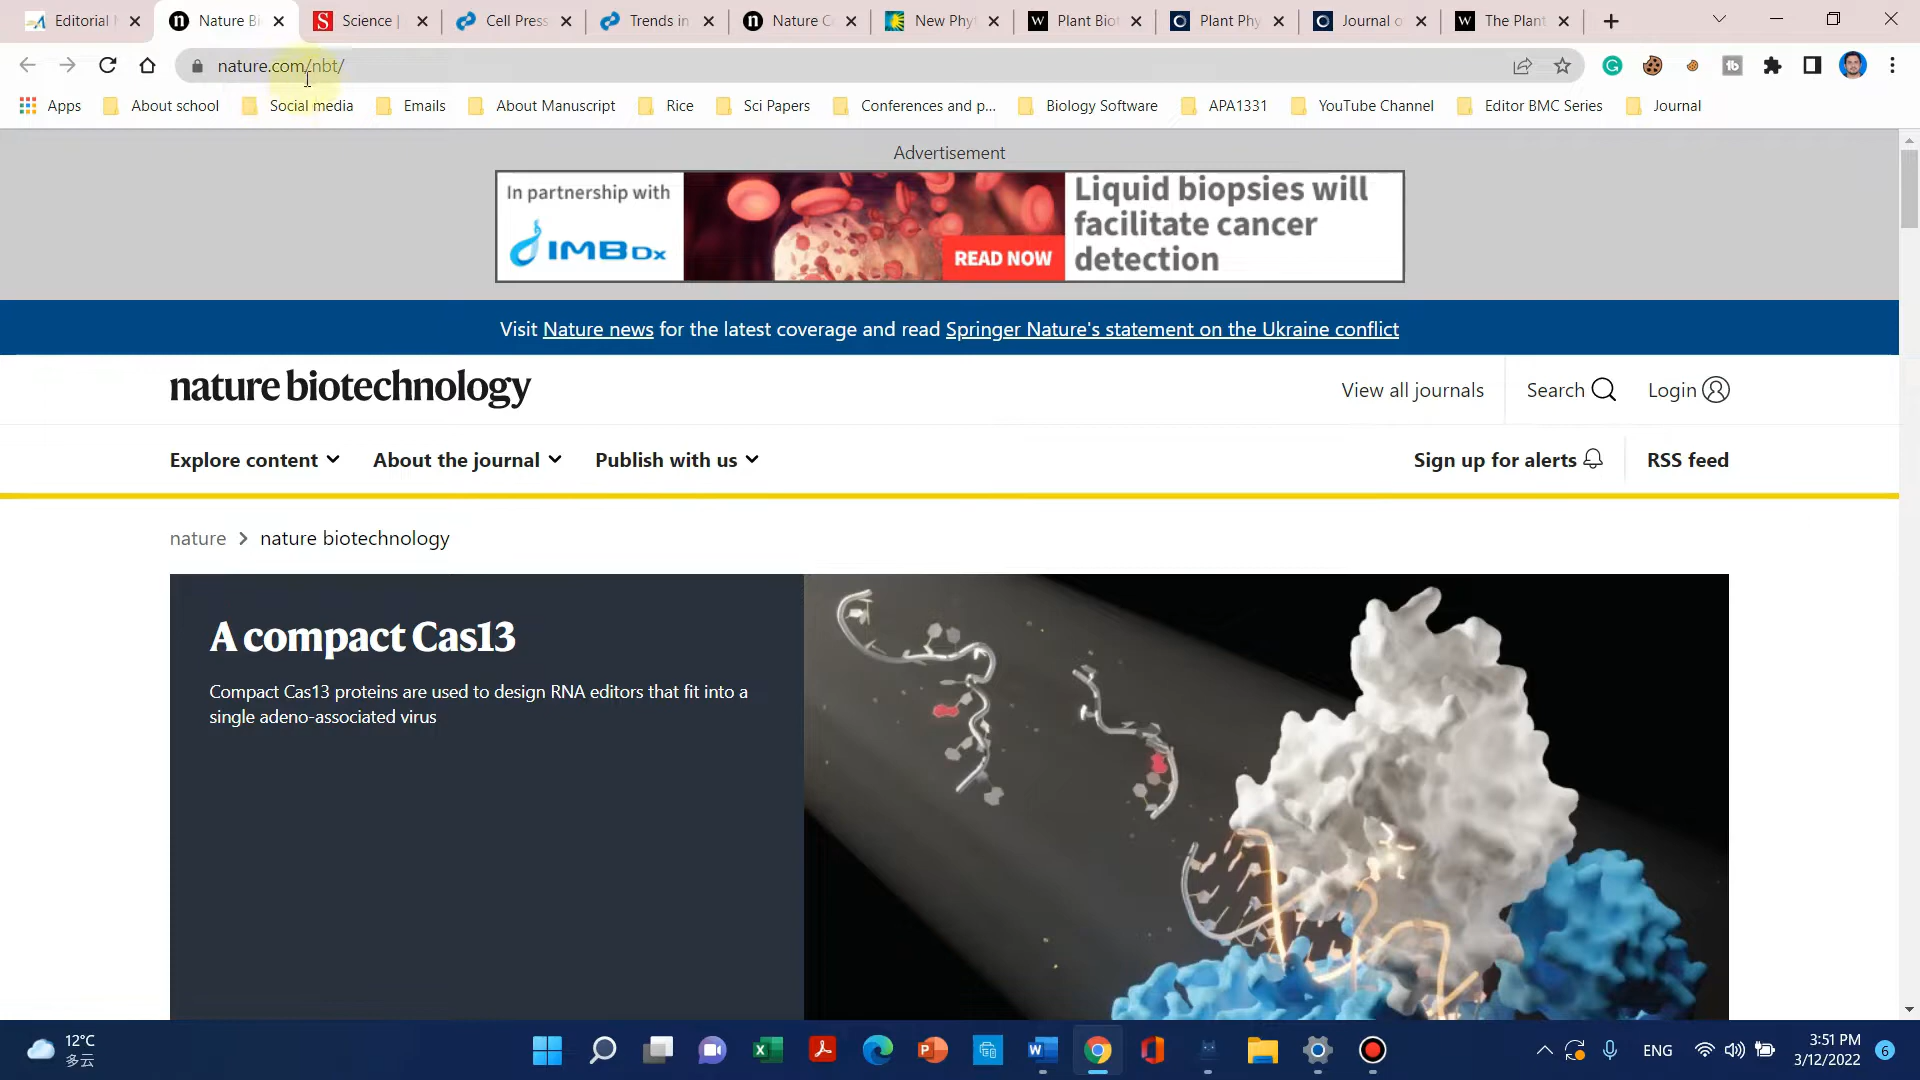 Editorial
Nature Bi
Science |
Cell Press
Trends in
Nature C
New Phy
Plant Biot
Plant Phy
Journal o
The Plant
nature.com/nbt/
Apps
About school
Social media
Emails
About Manuscript
Rice
Sci Papers
Conferences and p...
Biology Software
APA1331
YouTube Channel
Editor BMC Series
Journal
Advertisement
In partnership with
IMBDx
READ NOW
Liquid biopsies will
facilitate cancer
detection
Visit Nature news for the latest coverage and read Springer Nature's statement on the Ukraine conflict
nature biotechnology
View all journals
Search
Login
Explore content
About the journal
Publish with us
Sign up for alerts
RSS feed
nature > nature biotechnology
A compact Cas13
Compact Cas13 proteins are used to design RNA editors that fit into a
single adeno-associated virus
12°C
多云
ENG
3:51 PM
3/12/2022
6